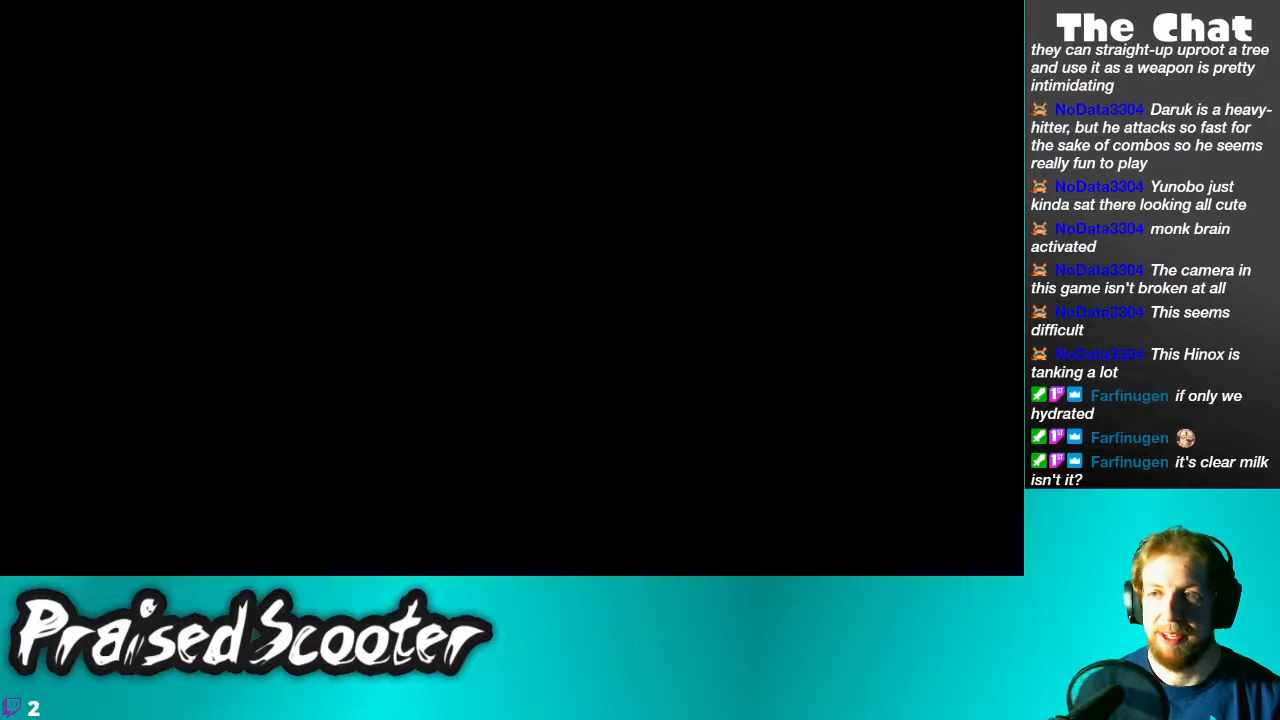 The Chat
they can straight-up uproot a tree
and use it as a weapon is pretty
intimidating
NoData3304 Daruk is a heavy-
hitter, but he attacks so fast for
the sake of combos so he seems
really fun to play
NoData3304 Yunobo just
kinda sat there looking all cute
NoData3304 monk brain
activated
NoData3304 The camera in
this game isn't broken at all
NoData3304 This seems
difficult
NoData3304 This Hinox is
tanking a lot
Farfinugen if only we
hydrated
Farfinugen
Farfinugen it's clear milk
isn't it?
Praised Scooter
2